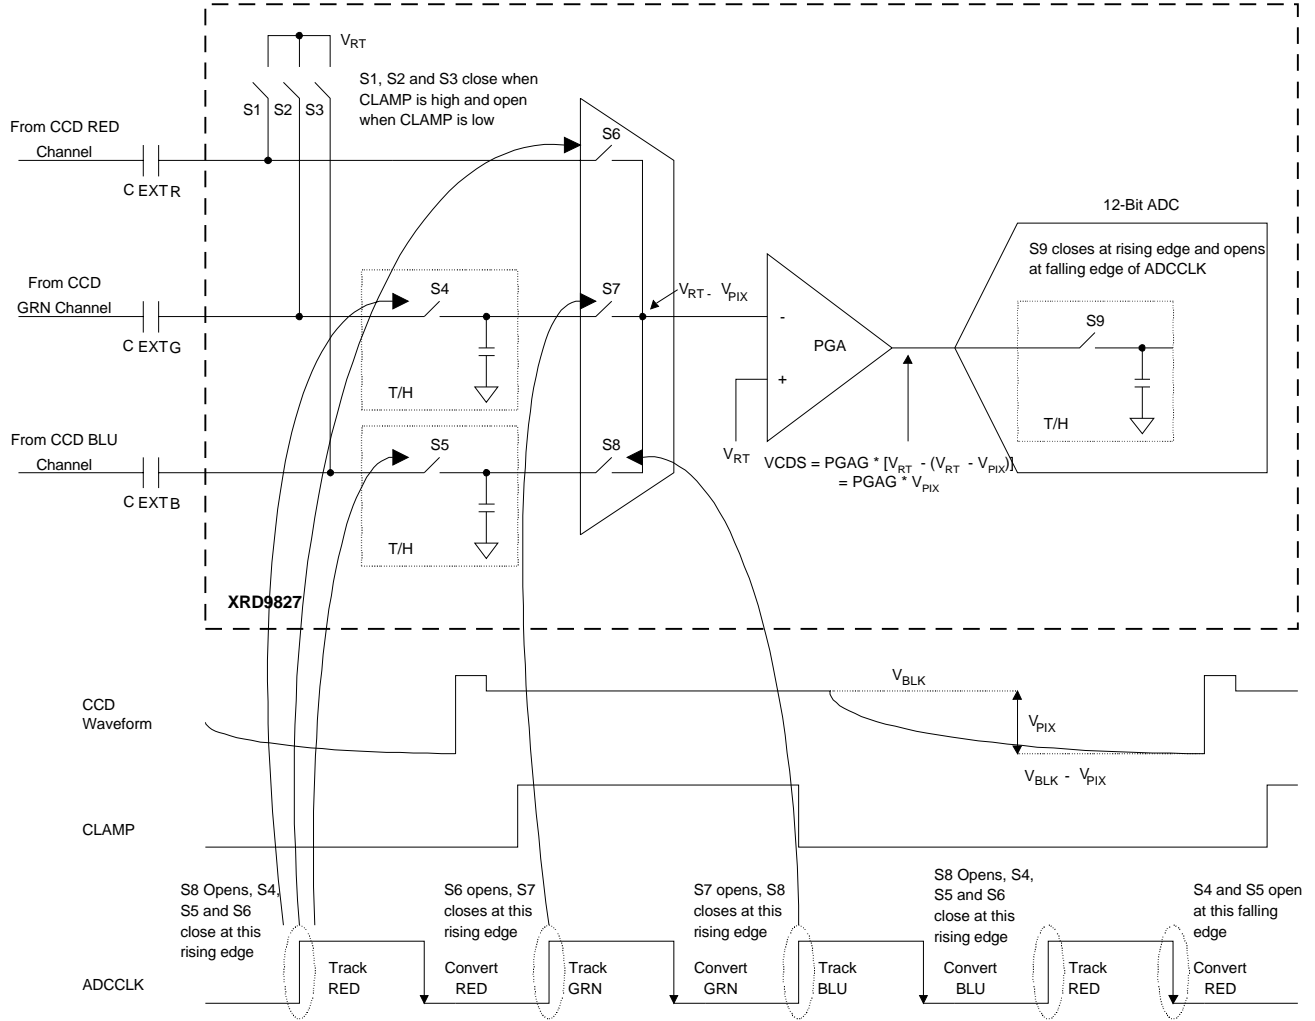 V_RT
S1, S2 and S3 close when
CLAMP is high and open
when CLAMP is low
S1 S2 S3
From CCD RED
Channel
C EXTR
S6
12-Bit ADC
S9 closes at rising edge and opens
at falling edge of ADCCLK
From CCD
GRN Channel
C EXTG
S4
T/H
S7
V_RT - V_PIX
-
PGA
+
V_RT
S9
T/H
From CCD BLU
Channel
C EXTB
S5
T/H
S8
VCDS = PGAG * [V_RT - (V_RT - V_PIX)]
= PGAG * V_PIX
XRD9827
CCD
Waveform
V_BLK
V_PIX
V_BLK - V_PIX
CLAMP
S8 Opens, S4,
S5 and S6
close at this
rising edge
S6 opens, S7
closes at this
rising edge
S7 opens, S8
closes at this
rising edge
S8 Opens, S4,
S5 and S6
close at this
rising edge
S4 and S5 open
at this falling
edge
ADCCLK
Track
RED
Convert
RED
Track
GRN
Convert
GRN
Track
BLU
Convert
BLU
Track
RED
Convert
RED